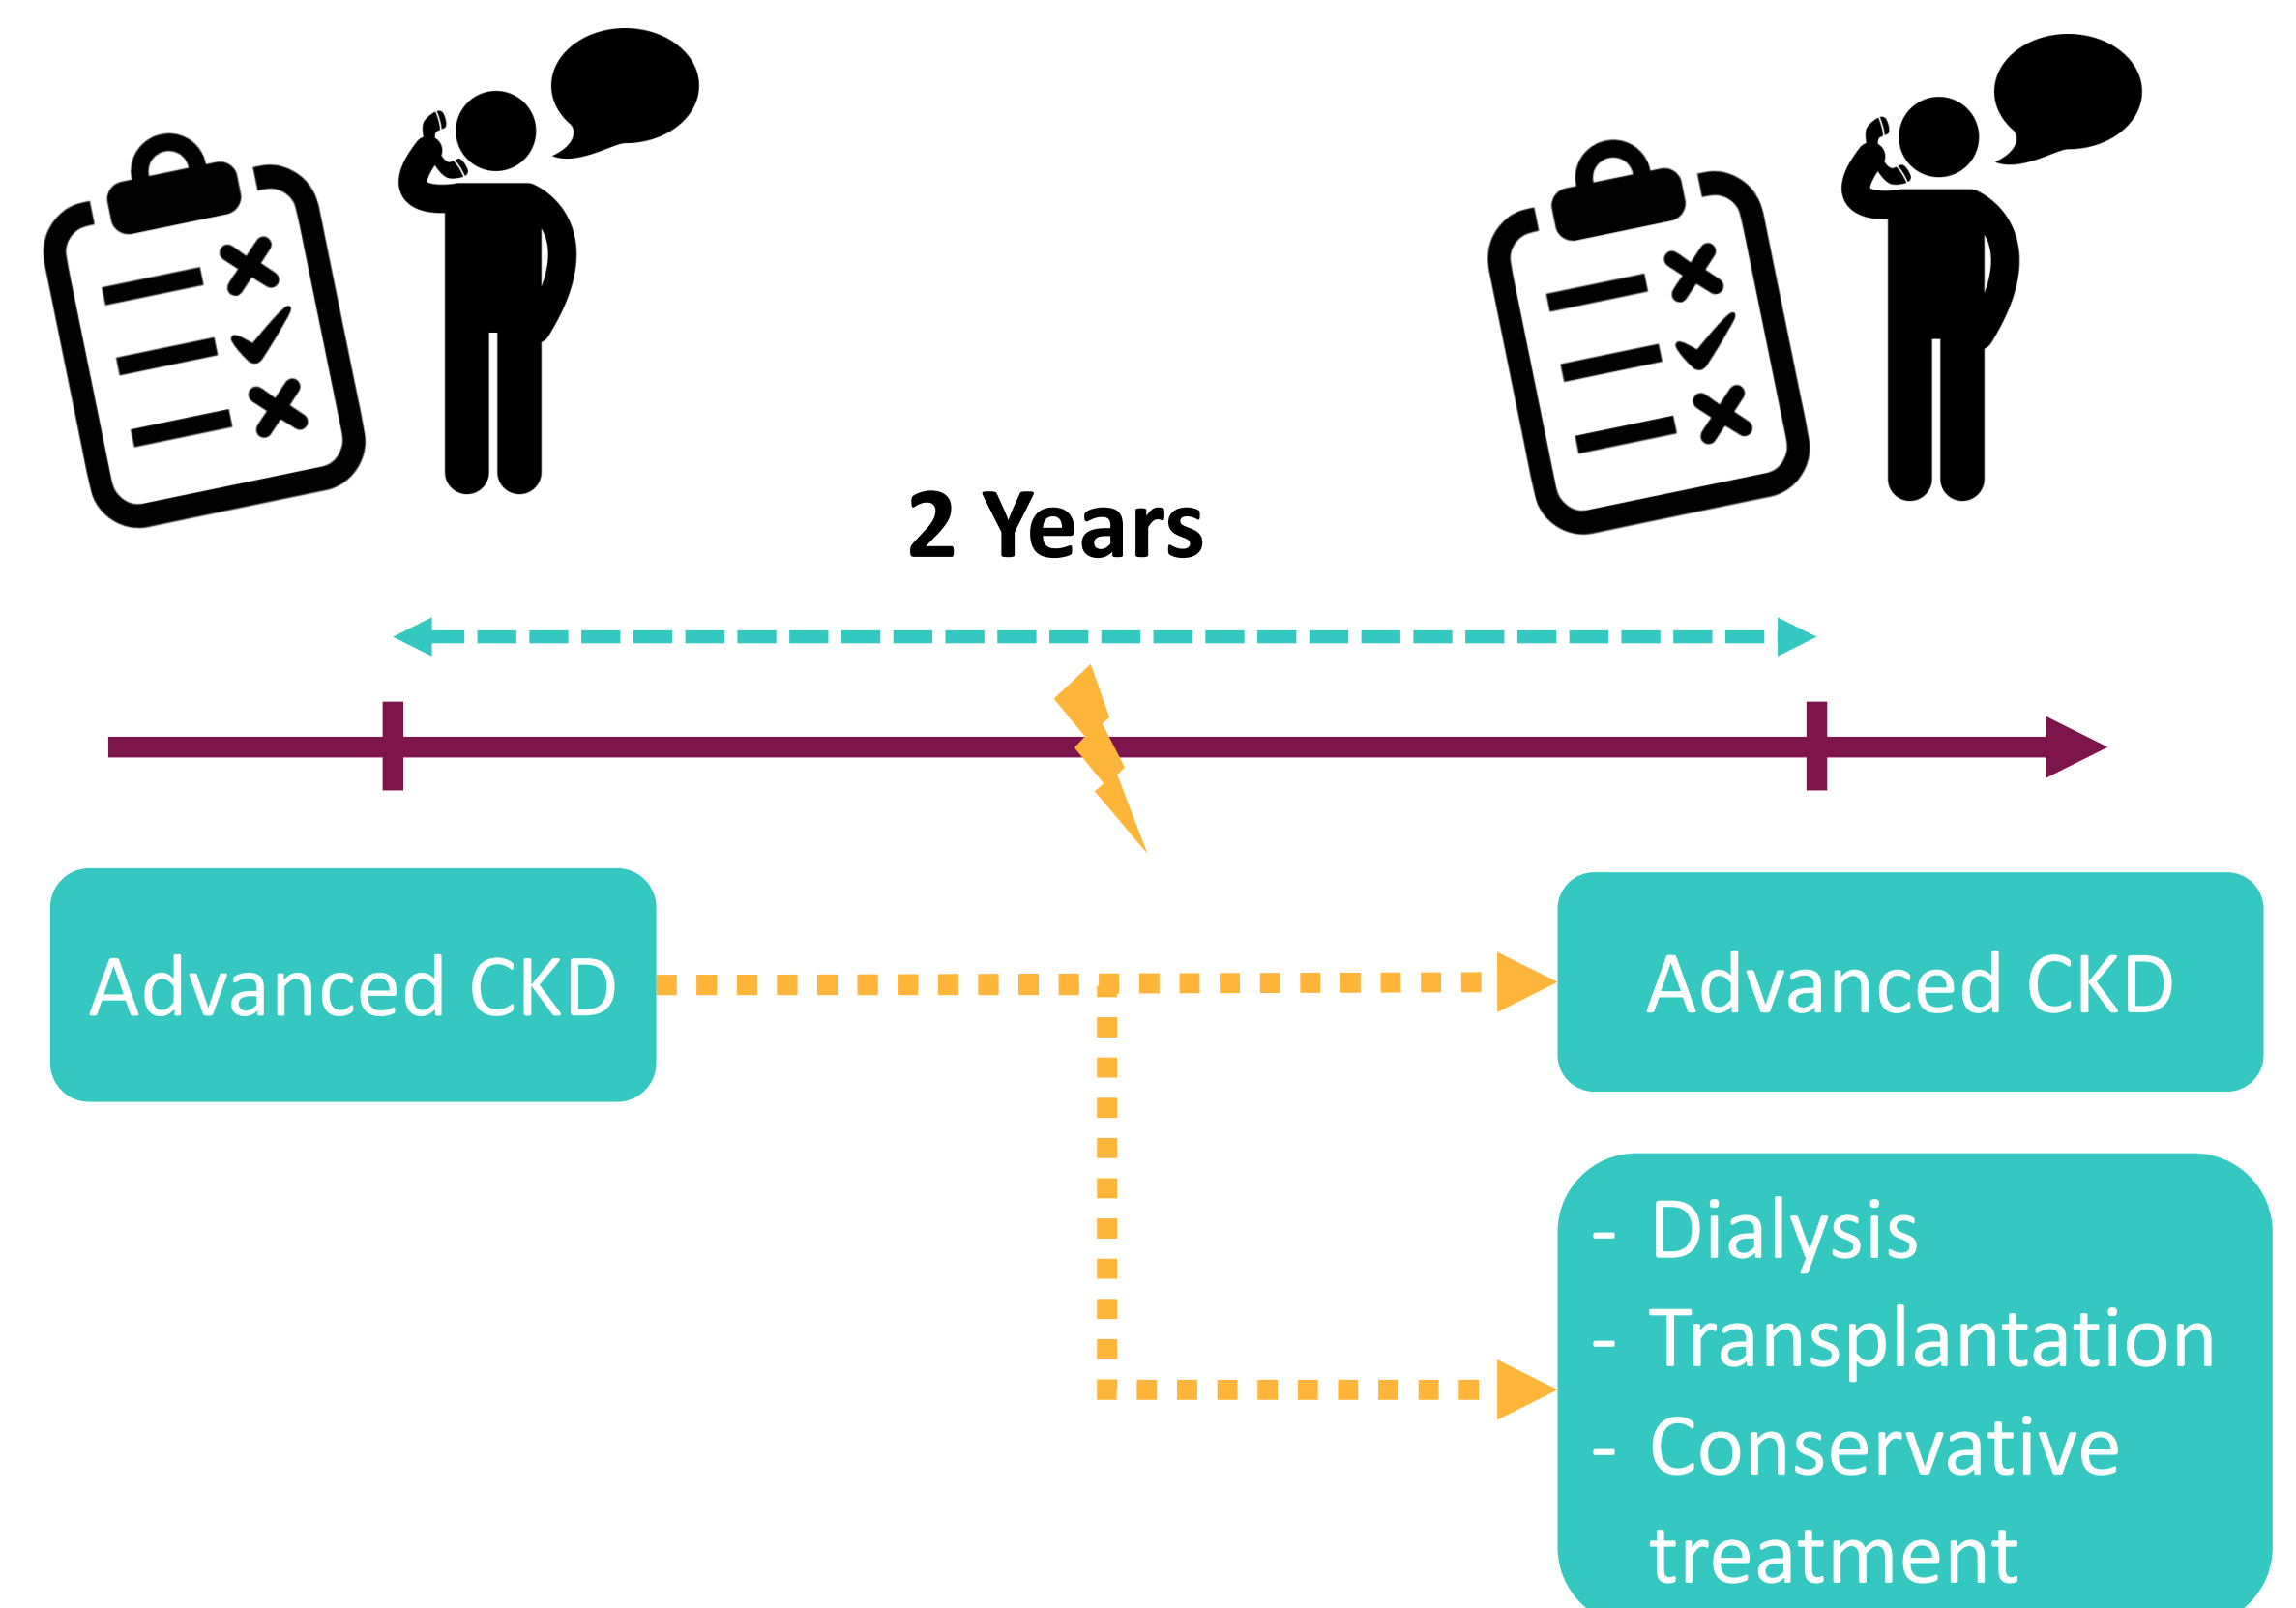 2 Years
Advanced CKD
Advanced CKD
- Dialysis
- Transplantation
- Conservative
treatment